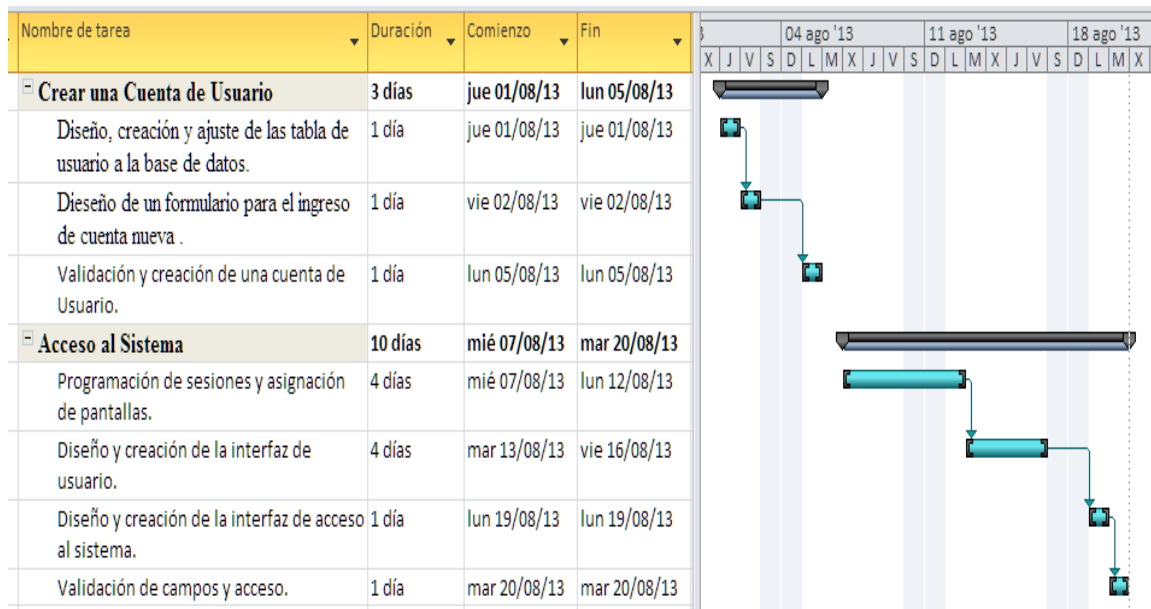 Nombre de tarea Duración Comienzo Fin 3 04 ago '13 11 ago '13 18 ago '13
X J V S D L M X J V S D L M X J V S D L M X
Crear una Cuenta de Usuario 3 días jue 01/08/13 lun 05/08/13
Diseño, creación y ajuste de las tabla de 1 día jue 01/08/13 jue 01/08/13
usuario a la base de datos.
Dieseño de un formulario para el ingreso 1 día vie 02/08/13 vie 02/08/13
de cuenta nueva .
Validación y creación de una cuenta de 1 día lun 05/08/13 lun 05/08/13
Usuario.
Acceso al Sistema 10 días mié 07/08/13 mar 20/08/13
Programación de sesiones y asignación 4 días mié 07/08/13 lun 12/08/13
de pantallas.
Diseño y creación de la interfaz de 4 días mar 13/08/13 vie 16/08/13
usuario.
Diseño y creación de la interfaz de acceso 1 día lun 19/08/13 lun 19/08/13
al sistema.
Validación de campos y acceso. 1 día mar 20/08/13 mar 20/08/13